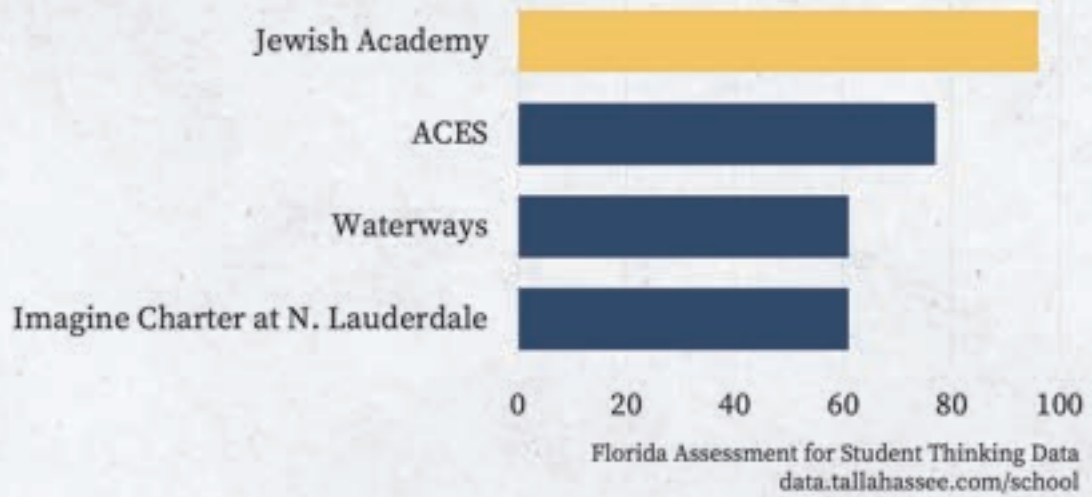 Jewish Academy
ACES
Waterways
Imagine Charter at N. Lauderdale
0 20 40 60 80 100
Florida Assessment for Student Thinking Data
data.tallahassee.com/school